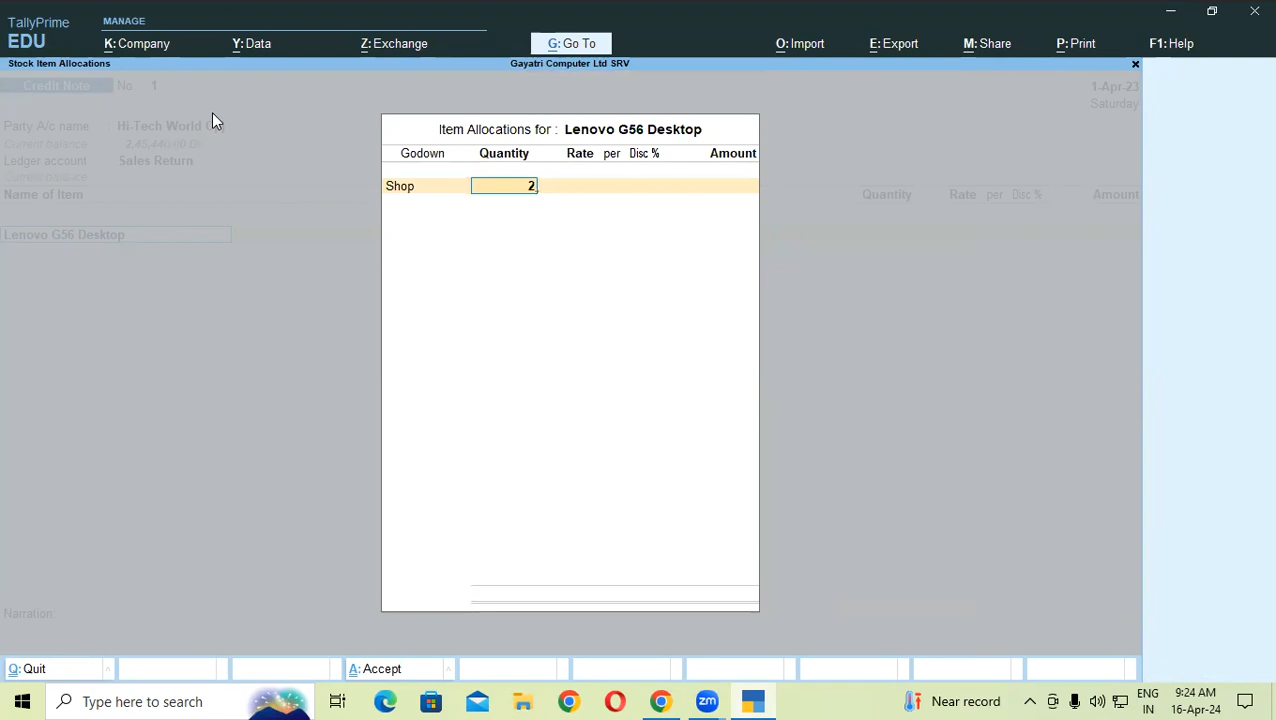 TallyPrime
EDU
MANAGE
K: Company
Y: Data
Z: Exchange
G: Go To
O: Import
E: Export
M: Share
P: Print
F1: Help
Stock Item Allocations
Gayatri Computer Ltd SRV
Credit Note No. 1
1-Apr-23
Saturday
Party A/c name : Hi-Tech World
Current balance :
Ledger account : Sales Return
Current balance :
Name of Item
Quantity Rate per Disc % Amount
Lenovo G56 Desktop
Item Allocations for : Lenovo G56 Desktop
Godown Quantity Rate per Disc % Amount
Shop 2
Narration:
Q: Quit
A: Accept
Type here to search
Near record
ENG
IN
9:24 AM
16-Apr-24